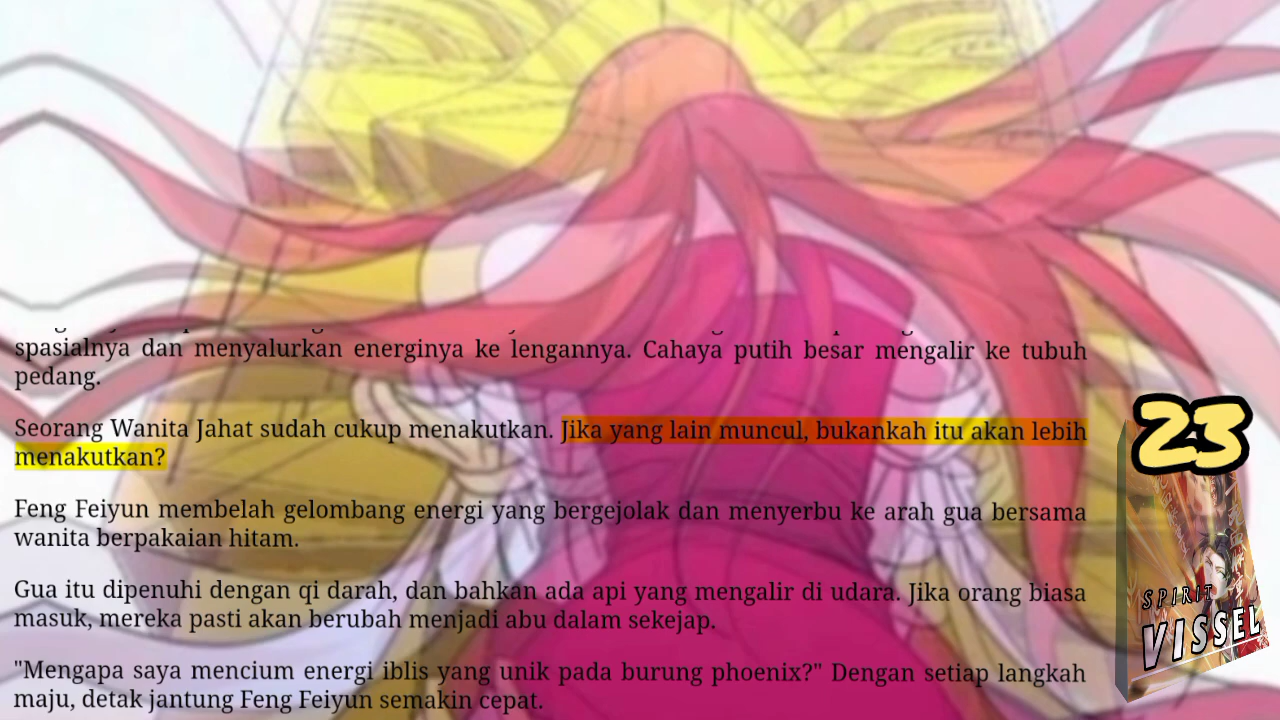 spasialnya dan menyalurkan energinya ke lengannya. Cahaya putih besar mengalir ke tubuh
pedang.
Seorang Wanita Jahat sudah cukup menakutkan. Jika yang lain muncul, bukankah itu akan lebih
menakutkan?
Feng Feiyun membelah gelombang energi yang bergejolak dan menyerbu ke arah gua bersama
wanita berpakaian hitam.
Gua itu dipenuhi dengan qi darah, dan bahkan ada api yang mengalir di udara. Jika orang biasa
masuk, mereka pasti akan berubah menjadi abu dalam sekejap.
"Mengapa saya mencium energi iblis yang unik pada burung phoenix?" Dengan setiap langkah
maju, detak jantung Feng Feiyun semakin cepat.
23
SPIRIT
VISSEL